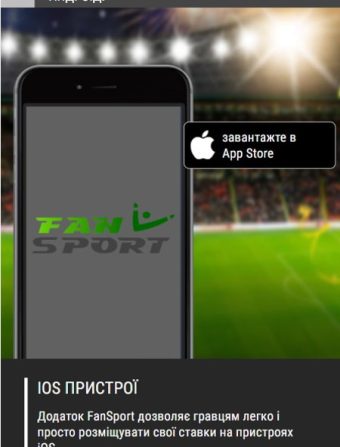 завантажте в
App Store
FAN
SPORT
IOS ПРИСТРОЇ
Додаток FanSport дозволяє гравцям легко і
просто розміщувати свої ставки на пристроях
iOS